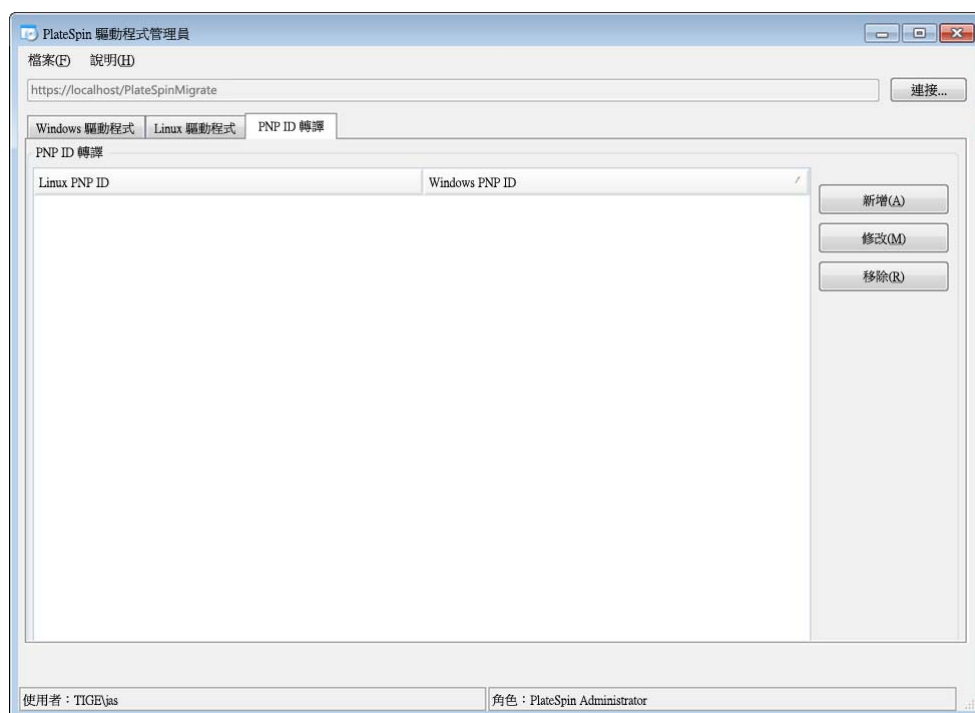 PlateSpin 驅動程式管理員
檔案(F) 說明(H)
https://localhost/PlateSpinMigrate 連接...
Windows 驅動程式 Linux 驅動程式 PNP ID 轉譯
PNP ID 轉譯
Linux PNP ID Windows PNP ID
新增(A)
修改(M)
移除(R)
使用者：TIGE\jas 角色：PlateSpin Administrator